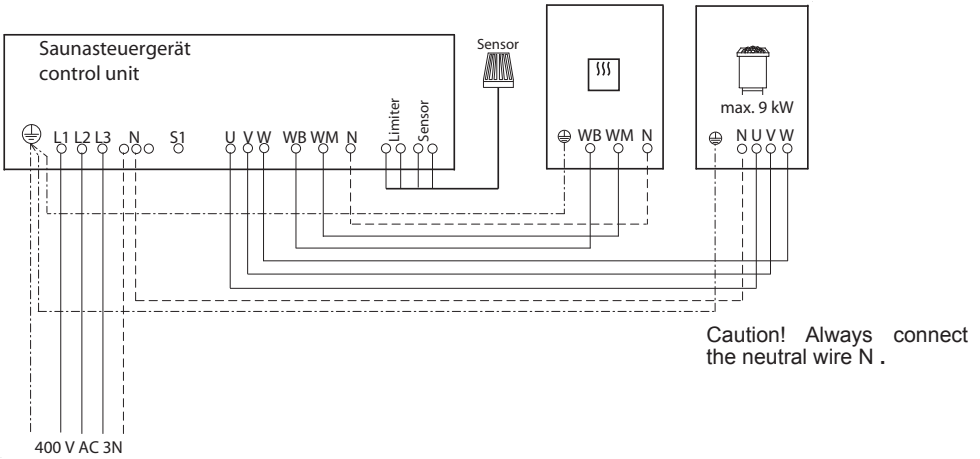 Saunasteuergerät
control unit
Sensor
max. 9 kW
L1 L2 L3 N S1 U V W WB WM N Limiter Sensor
WB WM N
N U V W
Caution! Always connect
the neutral wire N .
400 V AC 3N